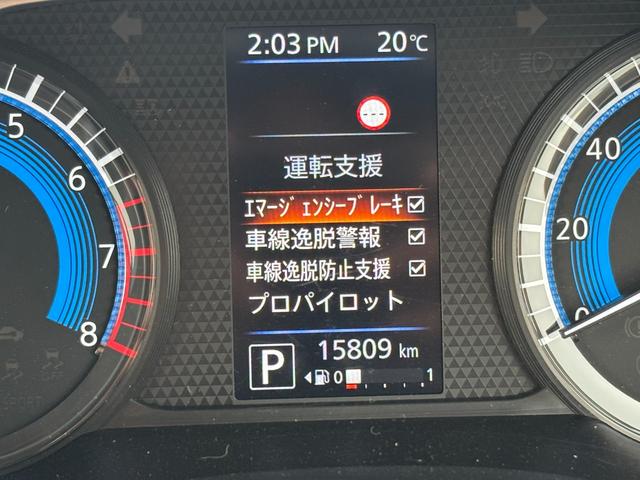 2:03 PM 20℃
運転支援
エマージェンシーブレーキ
車線逸脱警報
車線逸脱防止支援
プロパイロット
15809 km
P
0 1
5
6
7
8
40
20
0